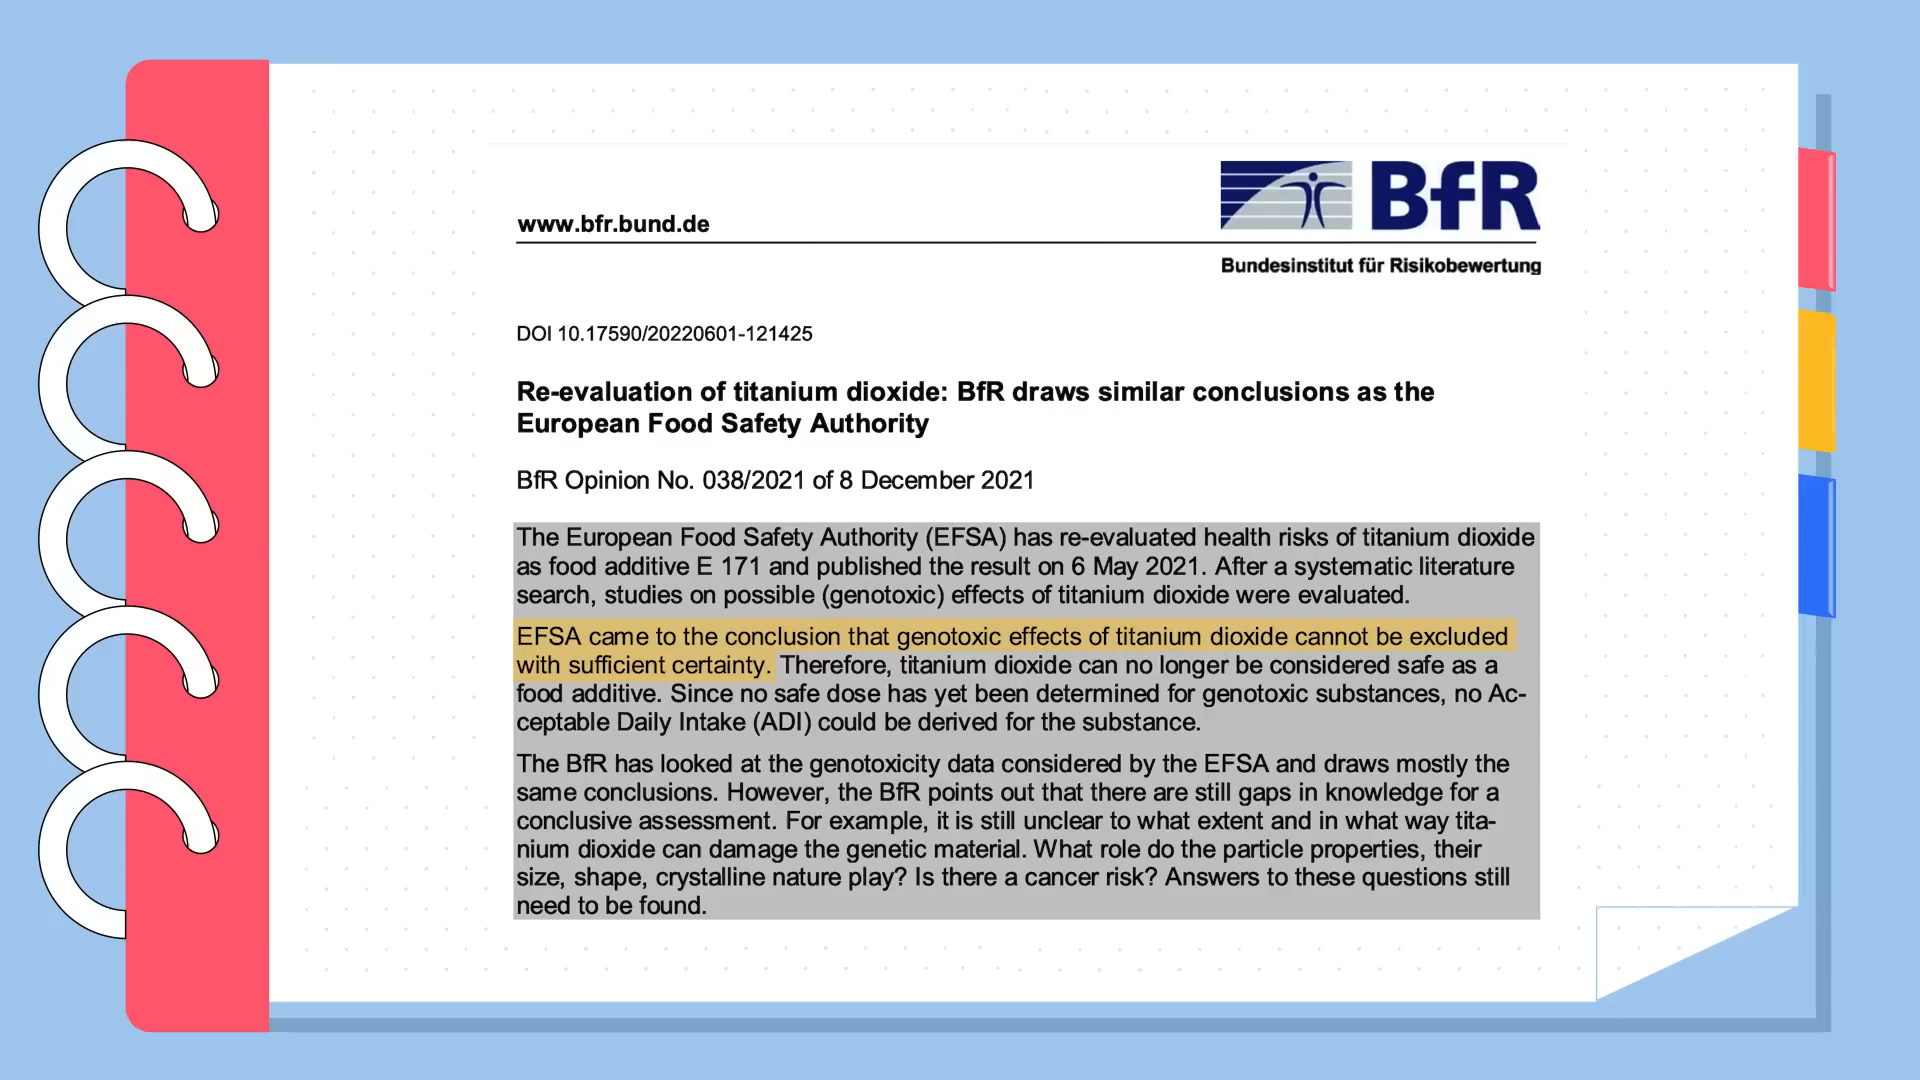 www.bfr.bund.de
BfR
Bundesinstitut für Risikobewertung
DOI 10.17590/20220601-121425
Re-evaluation of titanium dioxide: BfR draws similar conclusions as the
European Food Safety Authority
BfR Opinion No. 038/2021 of 8 December 2021
The European Food Safety Authority (EFSA) has re-evaluated health risks of titanium dioxide
as food additive E 171 and published the result on 6 May 2021. After a systematic literature
search, studies on possible (genotoxic) effects of titanium dioxide were evaluated.
EFSA came to the conclusion that genotoxic effects of titanium dioxide cannot be excluded
with sufficient certainty. Therefore, titanium dioxide can no longer be considered safe as a
food additive. Since no safe dose has yet been determined for genotoxic substances, no Ac-
ceptable Daily Intake (ADI) could be derived for the substance.
The BfR has looked at the genotoxicity data considered by the EFSA and draws mostly the
same conclusions. However, the BfR points out that there are still gaps in knowledge for a
conclusive assessment. For example, it is still unclear to what extent and in what way tita-
nium dioxide can damage the genetic material. What role do the particle properties, their
size, shape, crystalline nature play? Is there a cancer risk? Answers to these questions still
need to be found.